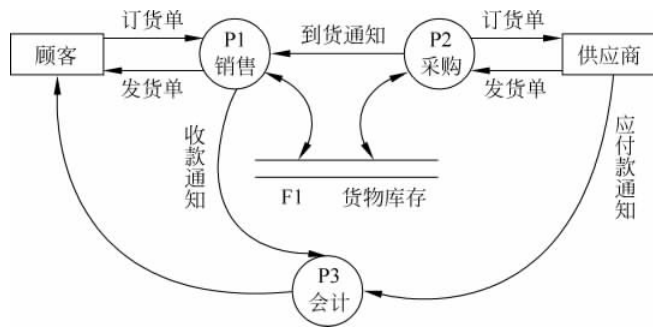 订货单
P1
销售
到货通知
P2
采购
订货单
顾客
供应商
发货单
发货单
收款通知
应付款通知
F1
货物库存
P3
会计